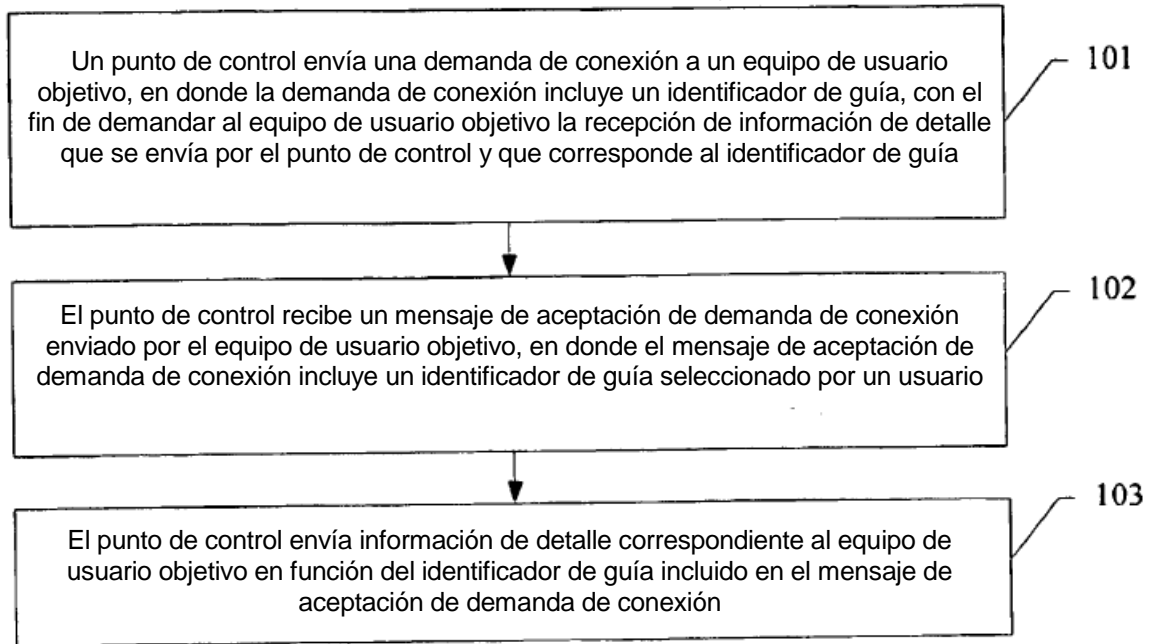 Un punto de control envía una demanda de conexión a un equipo de usuario
objetivo, en donde la demanda de conexión incluye un identificador de guía, con el
fin de demandar al equipo de usuario objetivo la recepción de información de detalle
que se envía por el punto de control y que corresponde al identificador de guía
101
El punto de control recibe un mensaje de aceptación de demanda de conexión
enviado por el equipo de usuario objetivo, en donde el mensaje de aceptación de
demanda de conexión incluye un identificador de guía seleccionado por un usuario
102
El punto de control envía información de detalle correspondiente al equipo de
usuario objetivo en función del identificador de guía incluido en el mensaje de
aceptación de demanda de conexión
103